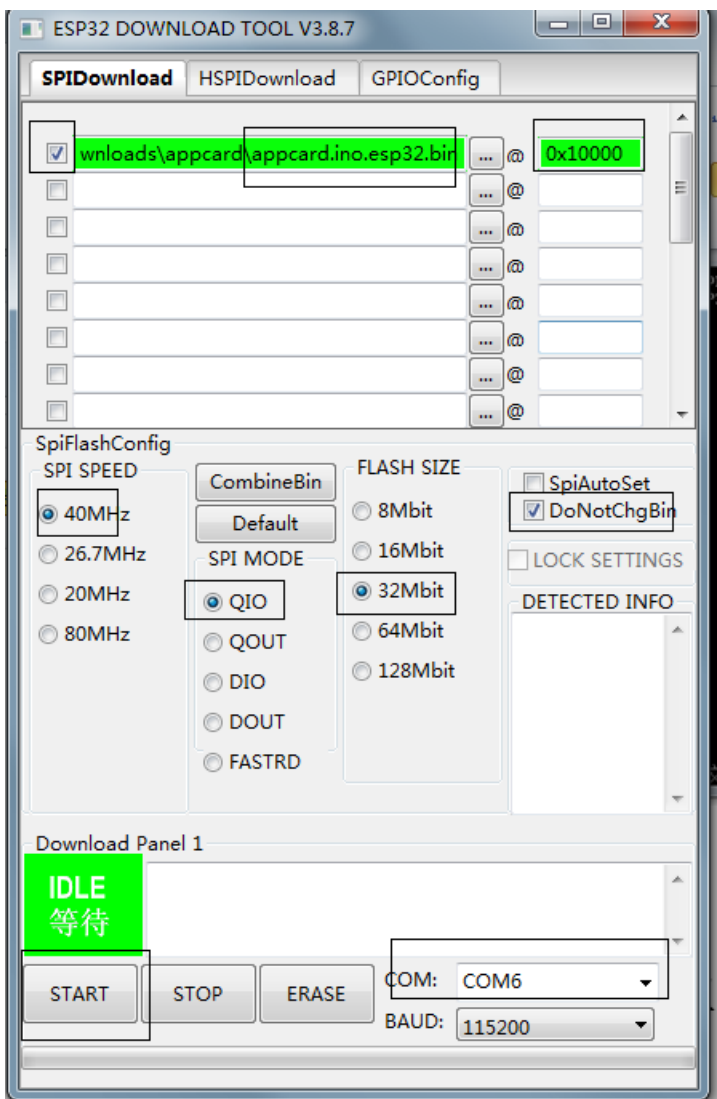 ESP32 DOWNLOAD TOOL V3.8.7
SPIDownload HSPIDownload GPIOConfig
wnloads\appcard\appcard.ino.esp32.bin ... @ 0x10000
... @
... @
... @
... @
... @
... @
... @
SpiFlashConfig
SPI SPEED
40MHz
26.7MHz
20MHz
80MHz
CombineBin
Default
SPI MODE
QIO
QOUT
DIO
DOUT
FASTRD
FLASH SIZE
8Mbit
16Mbit
32Mbit
64Mbit
128Mbit
SpiAutoSet
DoNotChgBin
LOCK SETTINGS
DETECTED INFO
Download Panel 1
IDLE
等待
START STOP ERASE
COM: COM6
BAUD: 115200